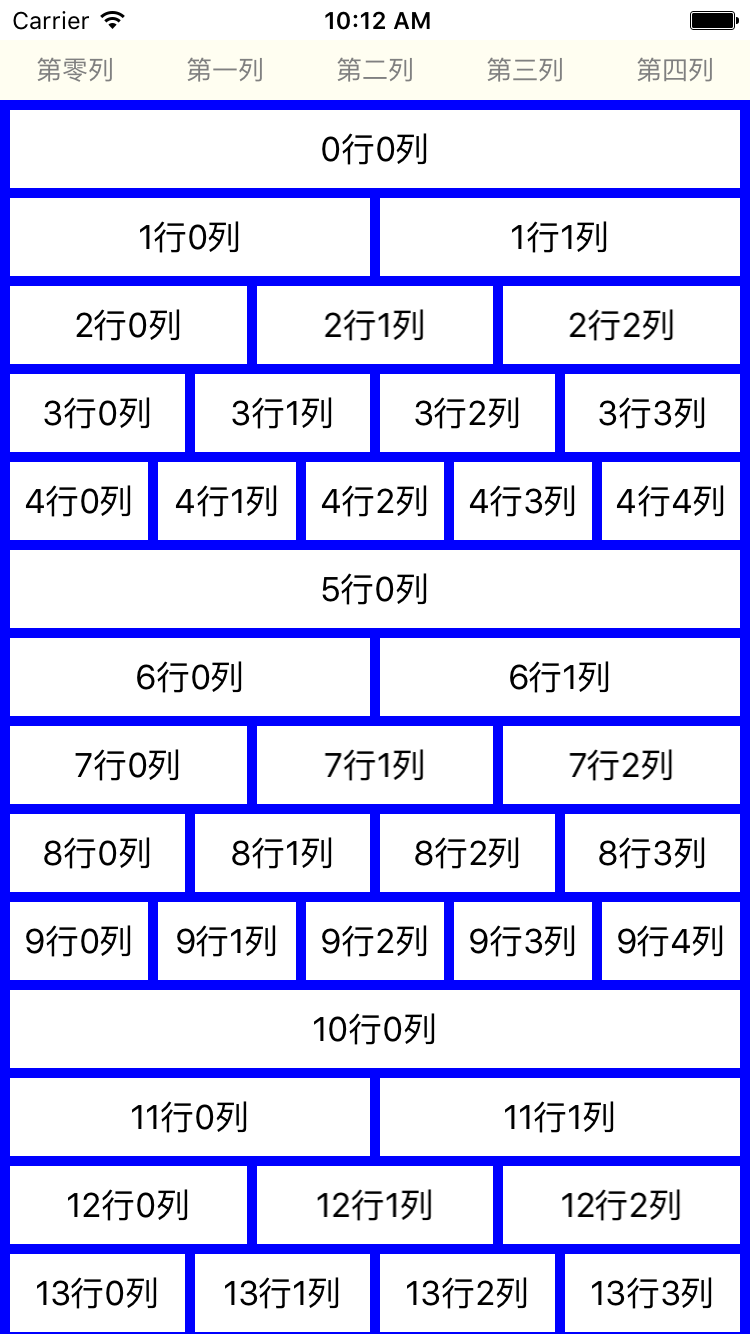 Carrier 10:12 AM
第零列 第一列 第二列 第三列 第四列
0行0列
1行0列 1行1列
2行0列 2行1列 2行2列
3行0列 3行1列 3行2列 3行3列
4行0列 4行1列 4行2列 4行3列 4行4列
5行0列
6行0列 6行1列
7行0列 7行1列 7行2列
8行0列 8行1列 8行2列 8行3列
9行0列 9行1列 9行2列 9行3列 9行4列
10行0列
11行0列 11行1列
12行0列 12行1列 12行2列
13行0列 13行1列 13行2列 13行3列